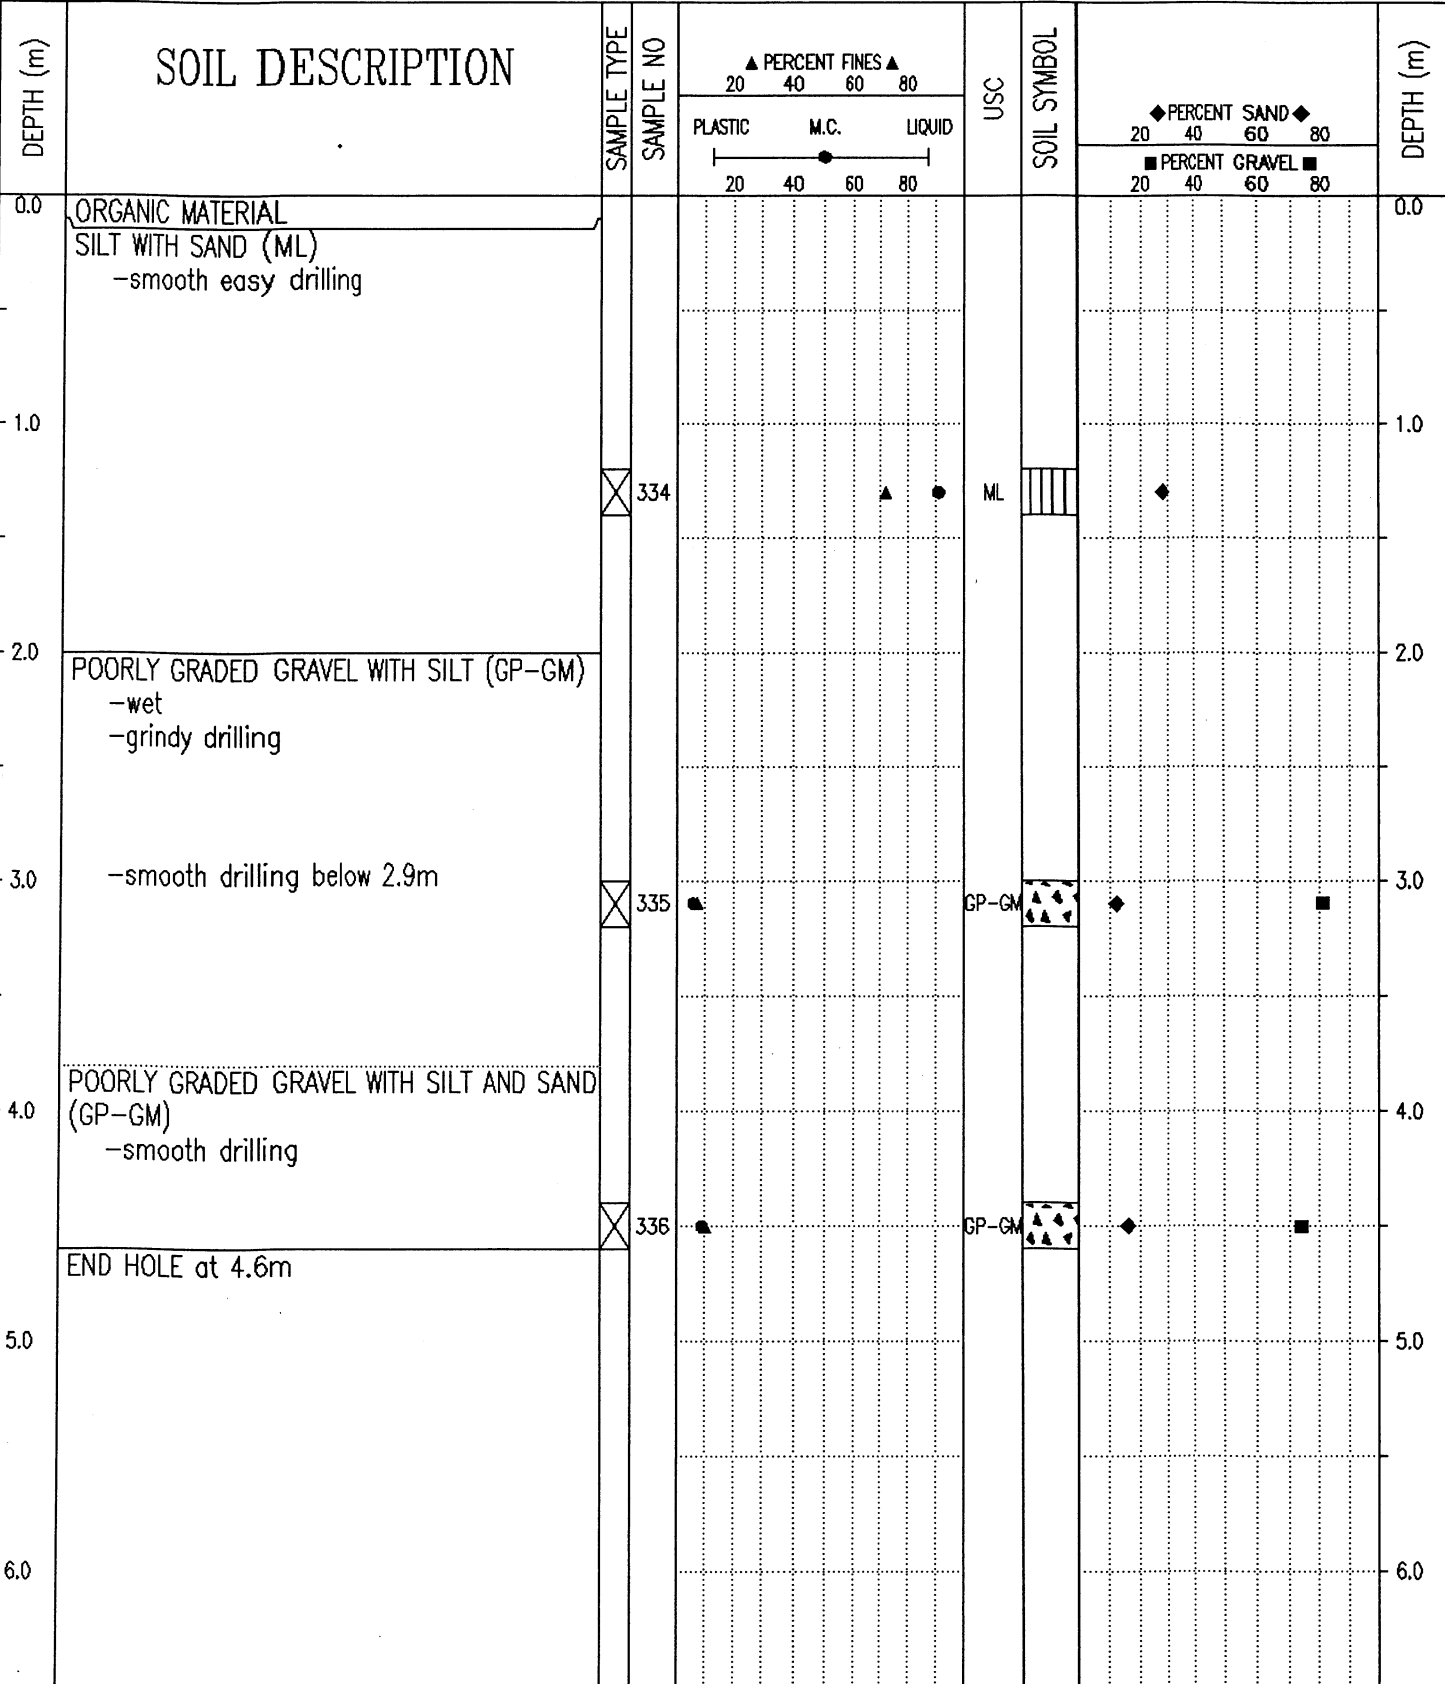 DEPTH (m)
SOIL DESCRIPTION
SAMPLE TYPE
SAMPLE NO
▲ PERCENT FINES ▲
20 40 60 80
PLASTIC M.C. LIQUID
20 40 60 80
USC
SOIL SYMBOL
◆PERCENT SAND◆
20 40 60 80
■PERCENT GRAVEL■
20 40 60 80
DEPTH (m)
0.0 ORGANIC MATERIAL 0.0
SILT WITH SAND (ML)
-smooth easy drilling
1.0 1.0
334 ML
2.0 2.0
POORLY GRADED GRAVEL WITH SILT (GP-GM)
-wet
-grindy drilling
3.0 -smooth drilling below 2.9m 3.0
335 GP-GM
POORLY GRADED GRAVEL WITH SILT AND SAND
4.0 (GP-GM) 4.0
-smooth drilling
336 GP-GM
END HOLE at 4.6m
5.0 5.0
6.0 6.0